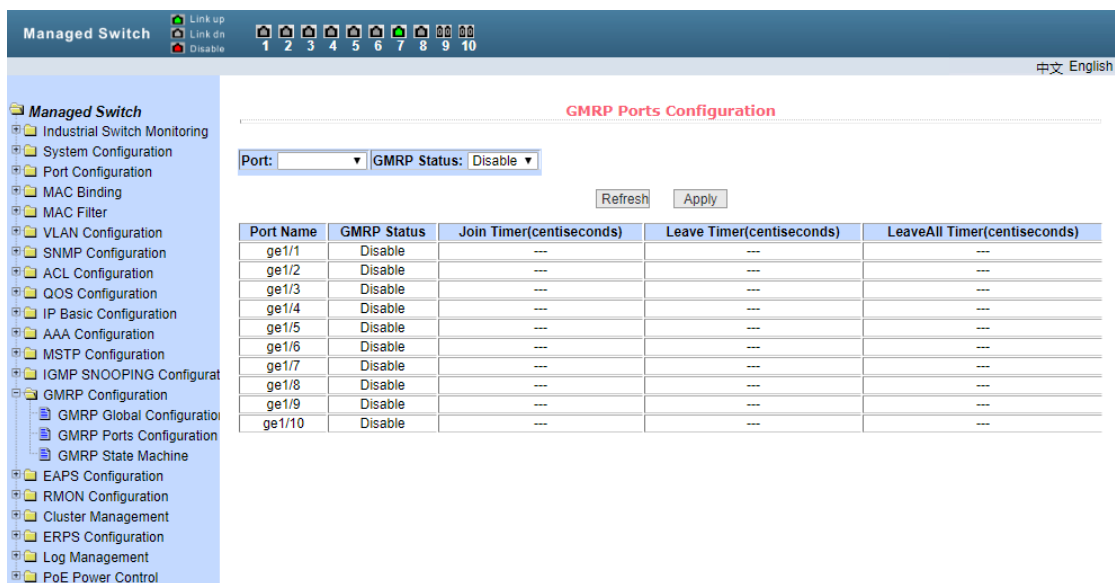 Managed Switch
Link up
Link dn
Disable
1 2 3 4 5 6 7 8 9 10
中文 English
Managed Switch
Industrial Switch Monitoring
System Configuration
Port Configuration
MAC Binding
MAC Filter
VLAN Configuration
SNMP Configuration
ACL Configuration
QOS Configuration
IP Basic Configuration
AAA Configuration
MSTP Configuration
IGMP SNOOPING Configurat
GMRP Configuration
GMRP Global Configuration
GMRP Ports Configuration
GMRP State Machine
EAPS Configuration
RMON Configuration
Cluster Management
ERPS Configuration
Log Management
PoE Power Control
GMRP Ports Configuration
Port: GMRP Status: Disable
Refresh Apply
Port Name GMRP Status Join Timer(centiseconds) Leave Timer(centiseconds) LeaveAll Timer(centiseconds)
ge1/1 Disable --- --- ---
ge1/2 Disable --- --- ---
ge1/3 Disable --- --- ---
ge1/4 Disable --- --- ---
ge1/5 Disable --- --- ---
ge1/6 Disable --- --- ---
ge1/7 Disable --- --- ---
ge1/8 Disable --- --- ---
ge1/9 Disable --- --- ---
ge1/10 Disable --- --- ---